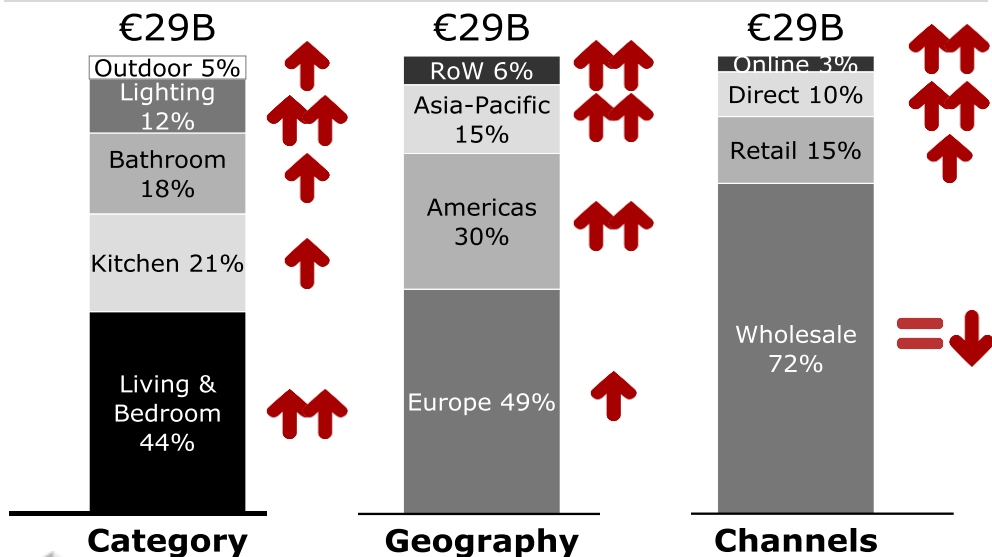 €29B
Outdoor 5%
Lighting
12%
Bathroom
18%
Kitchen 21%
Living &
Bedroom
44%
Category
€29B
RoW 6%
Asia-Pacific
15%
Americas
30%
Europe 49%
Geography
€29B
Online 3%
Direct 10%
Retail 15%
Wholesale
72%
Channels